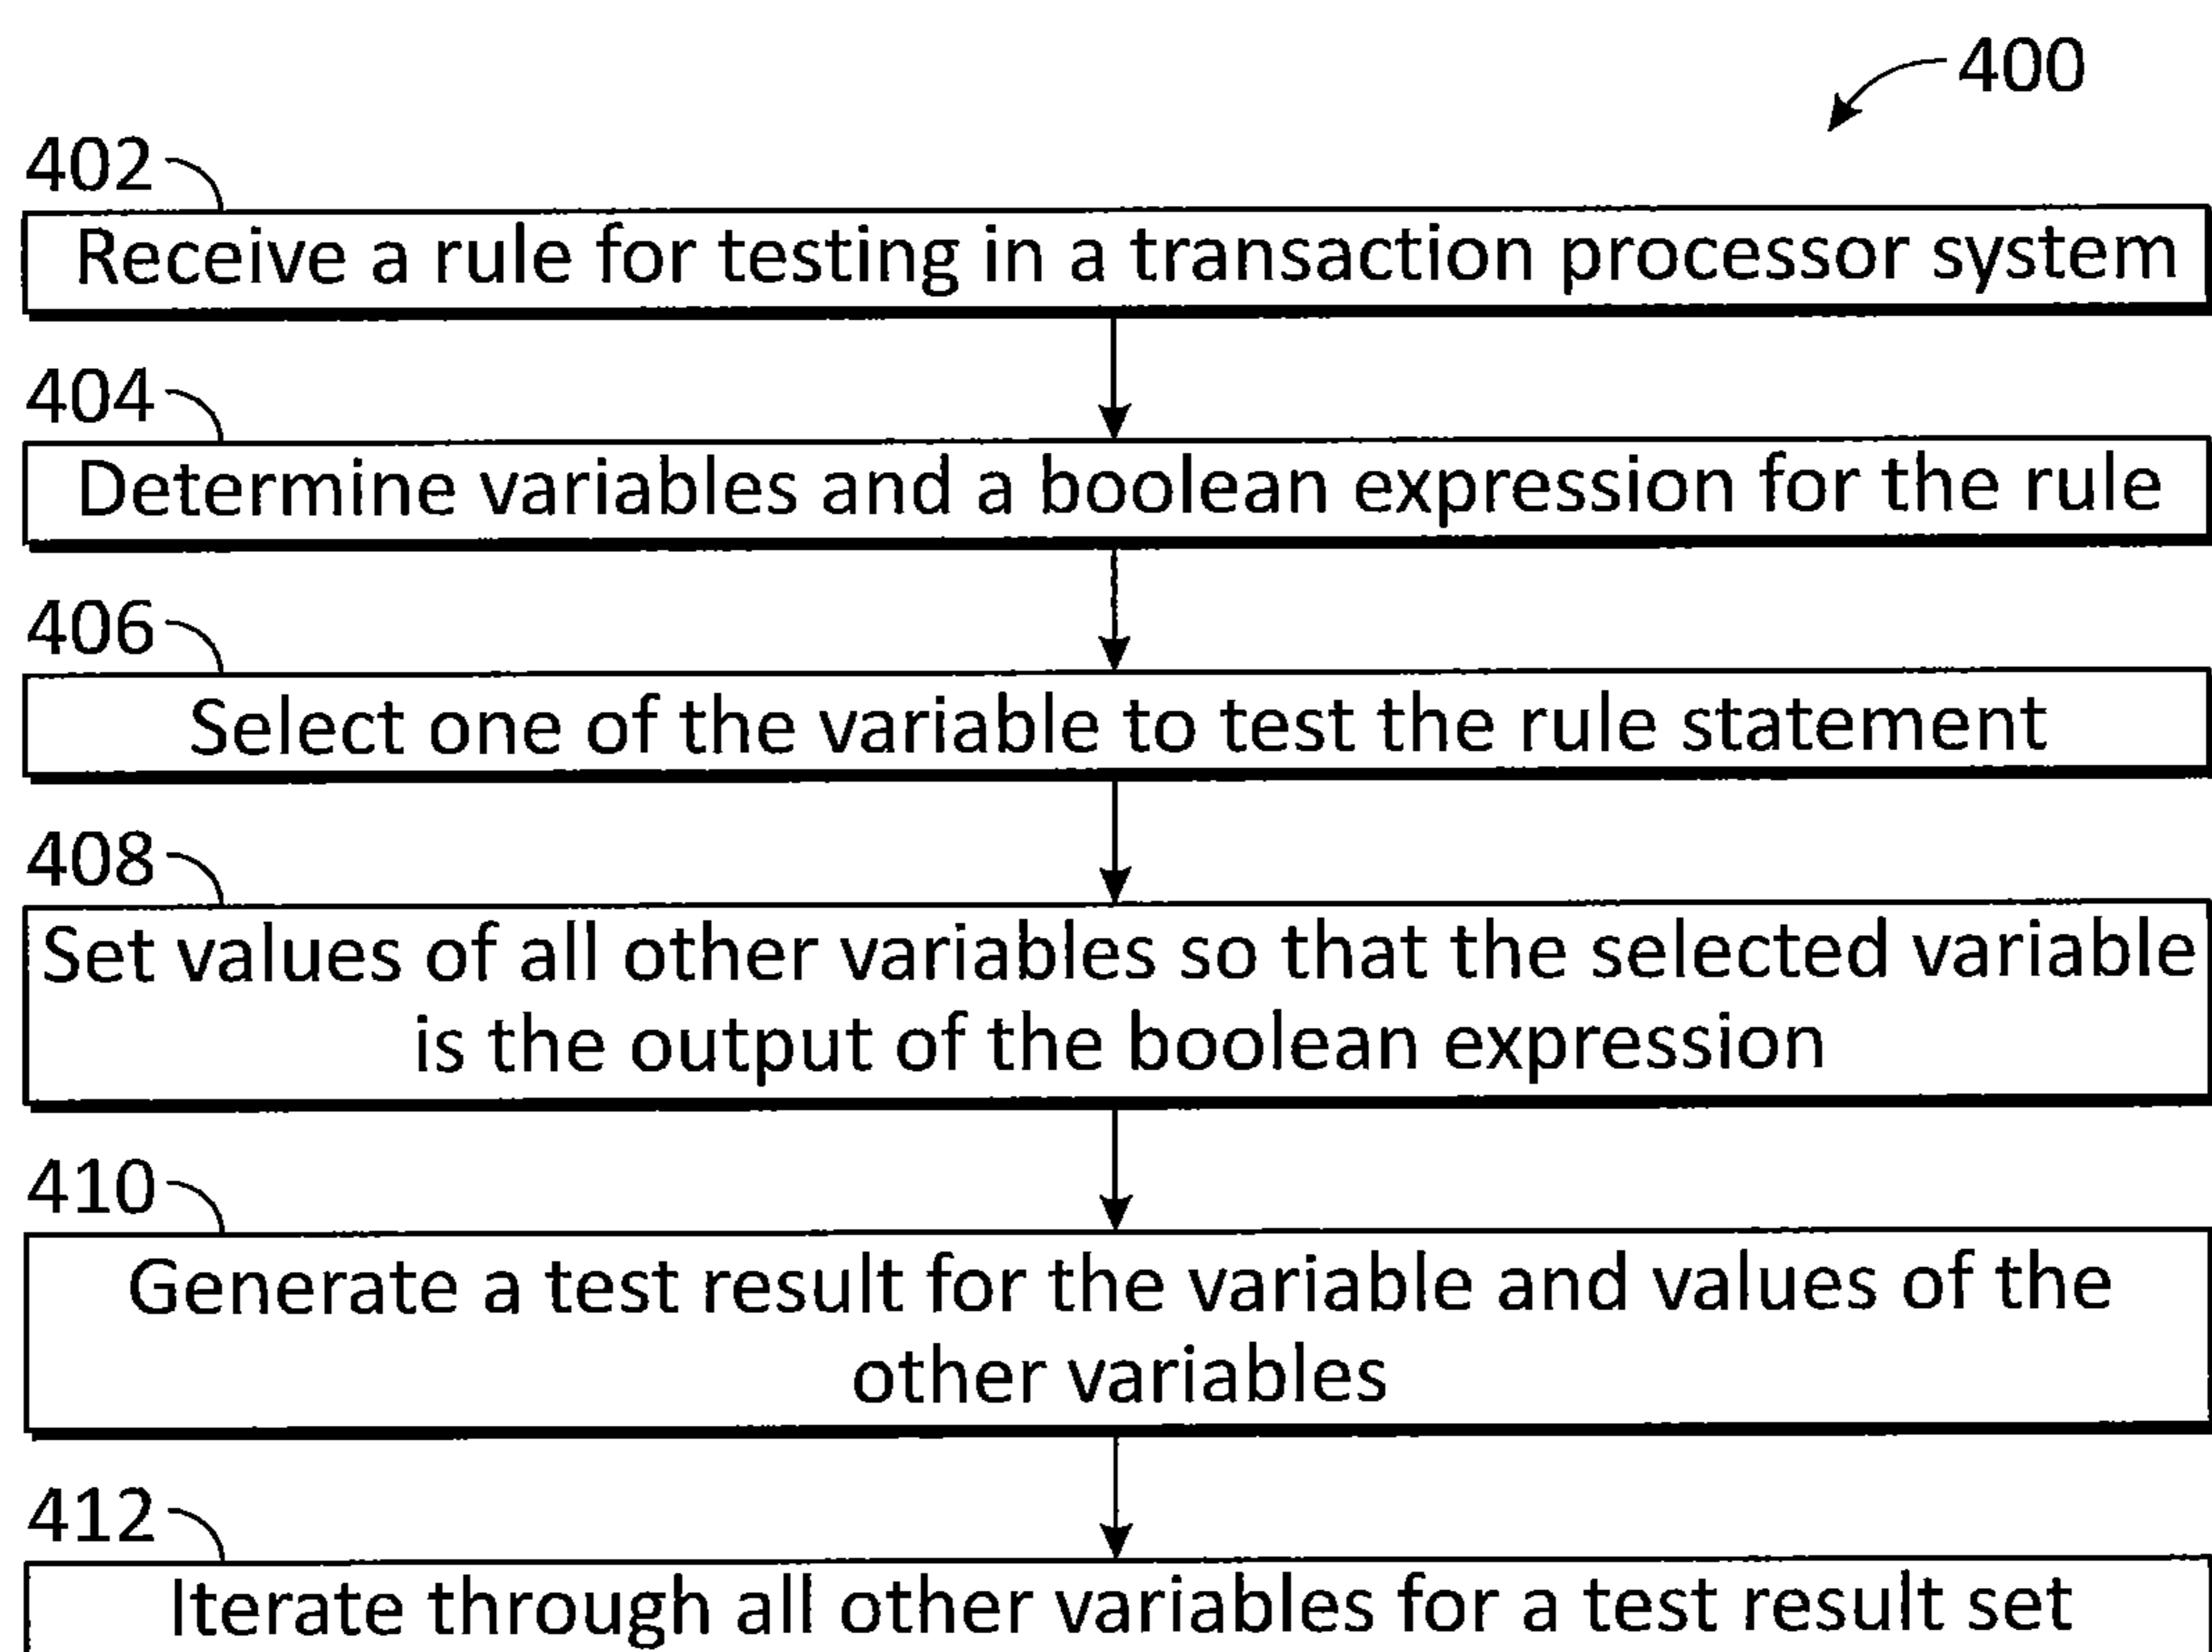 400
402
Receive a rule for testing in a transaction processor system
404
Determine variables and a boolean expression for the rule
406
Select one of the variable to test the rule statement
408
Set values of all other variables so that the selected variable
is the output of the boolean expression
410
Generate a test result for the variable and values of the
other variables
412
Iterate through all other variables for a test result set